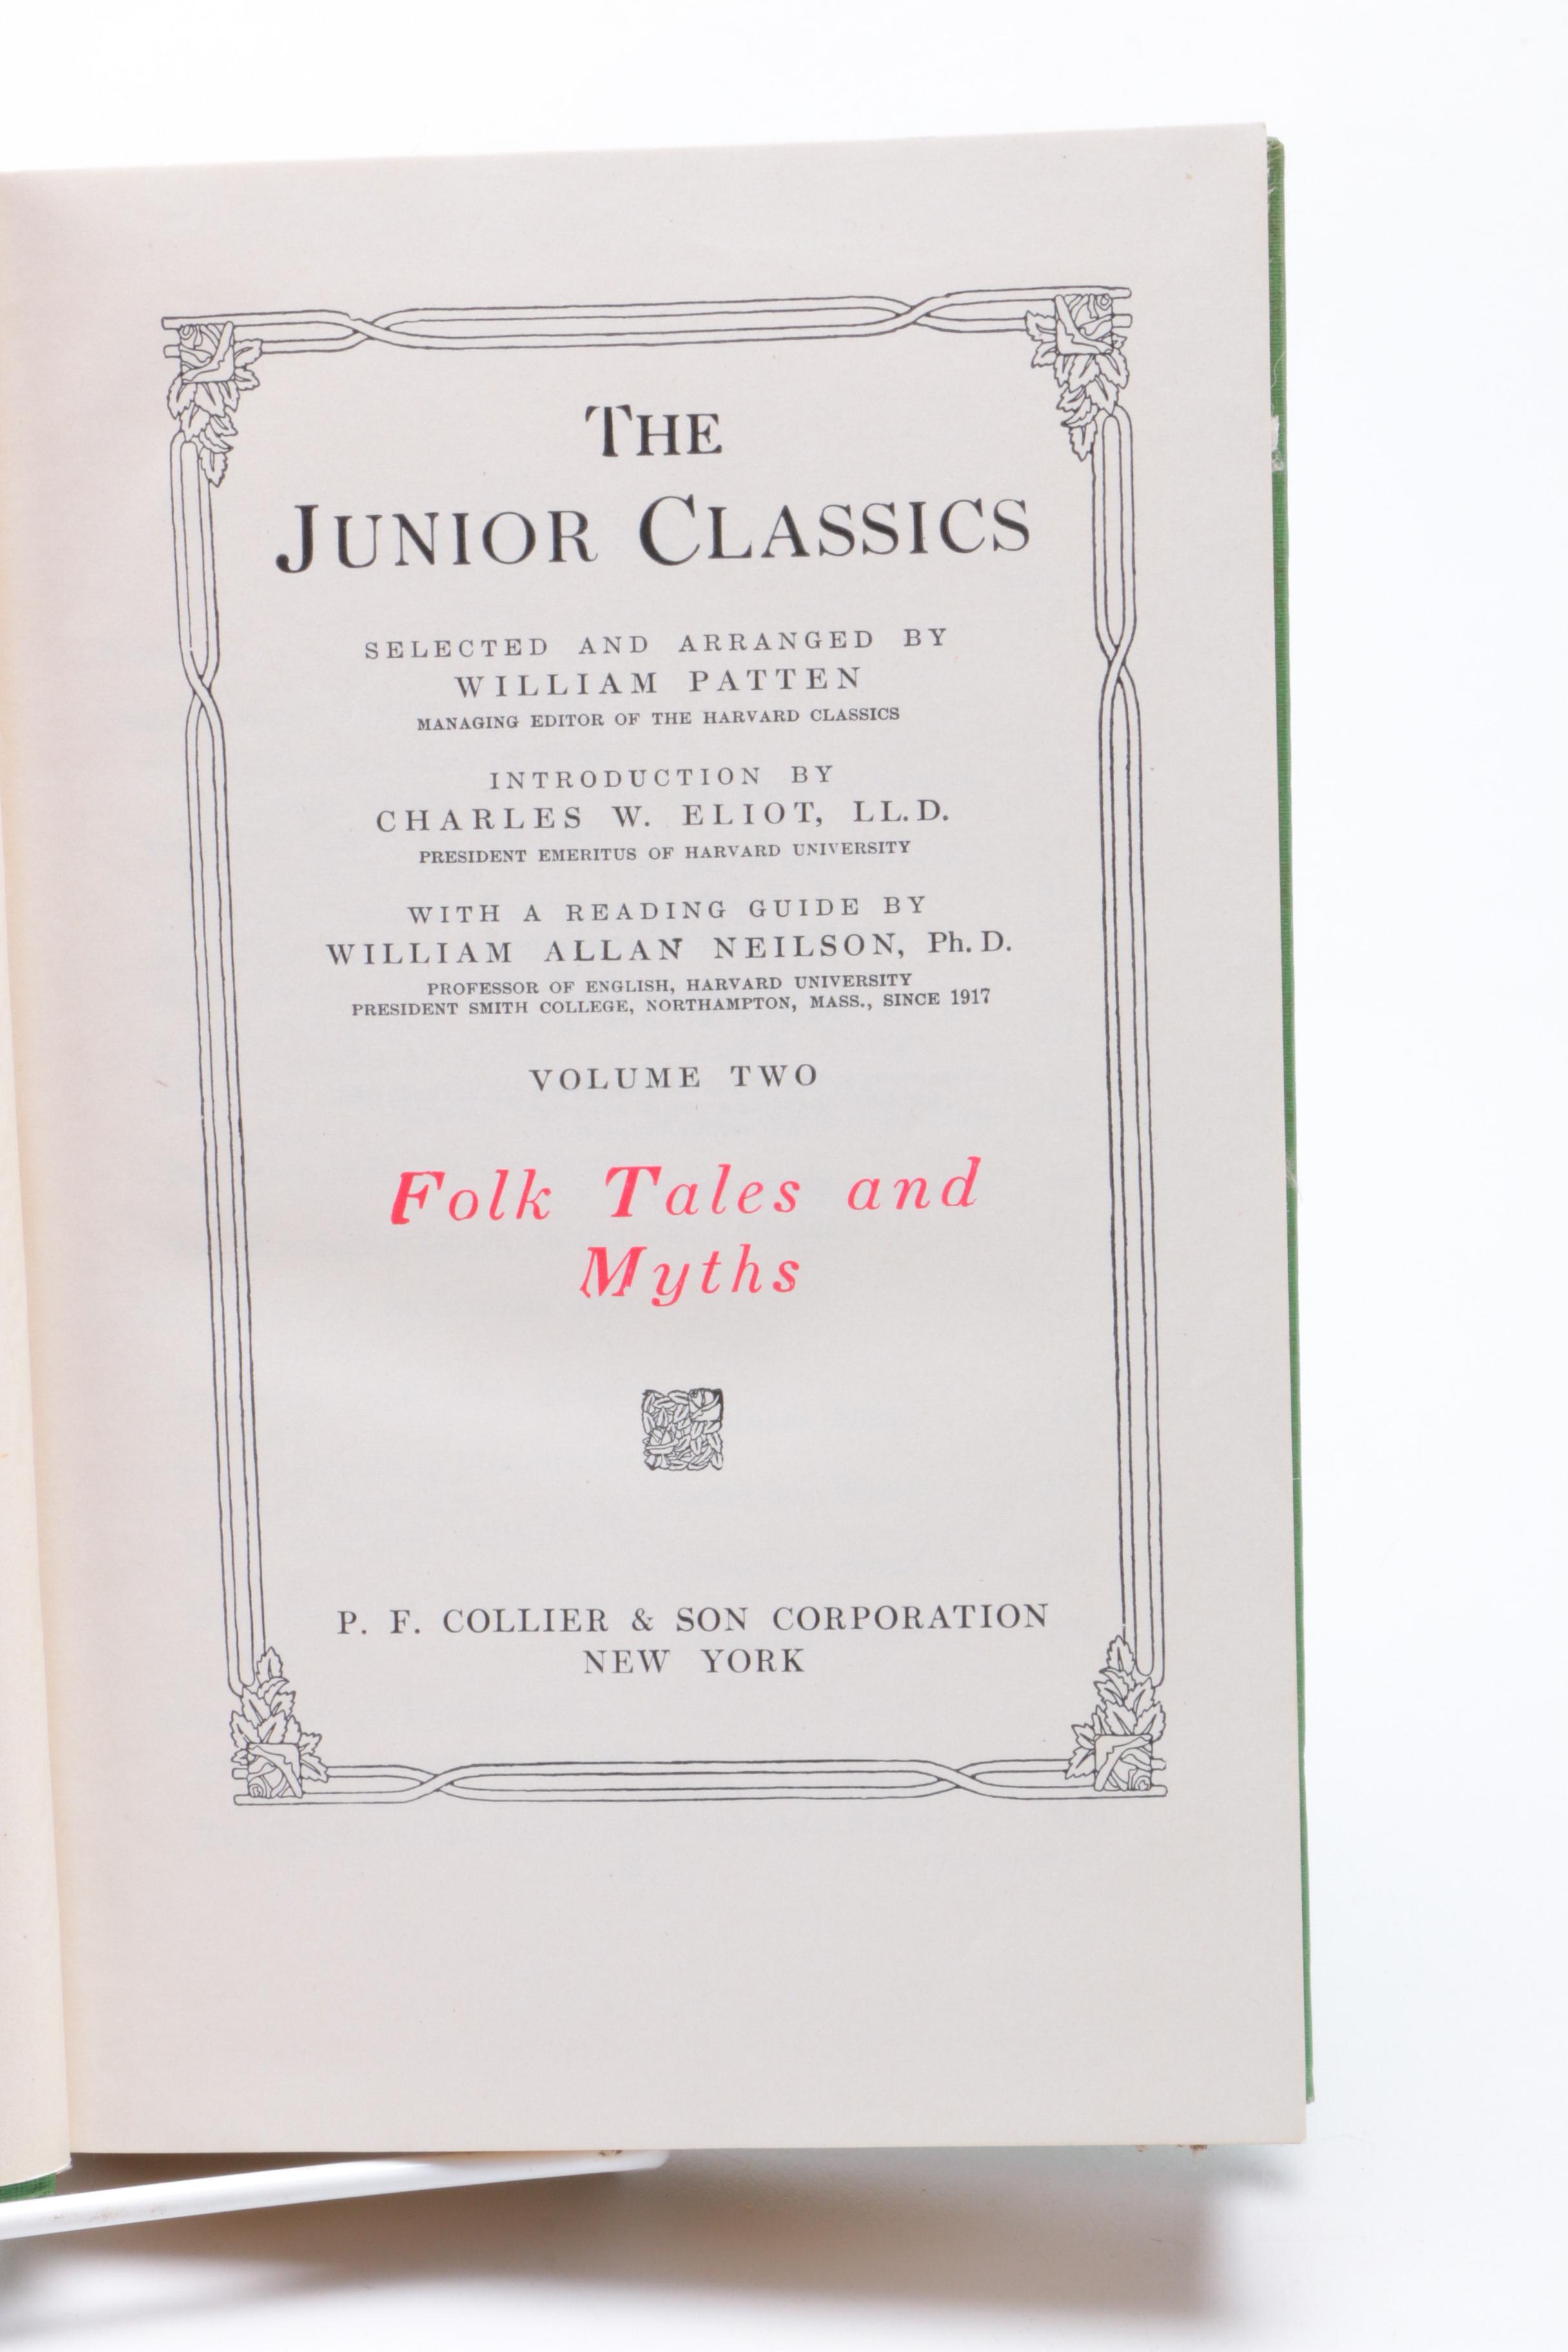 THE
JUNIOR CLASSICS
SELECTED AND ARRANGED BY
WILLIAM PATTEN
MANAGING EDITOR OF THE HARVARD CLASSICS
INTRODUCTION BY
CHARLES W. ELIOT, LL.D.
PRESIDENT EMERITUS OF HARVARD UNIVERSITY
WITH A READING GUIDE BY
WILLIAM ALLAN NEILSON, Ph. D.
PROFESSOR OF ENGLISH, HARVARD UNIVERSITY
PRESIDENT SMITH COLLEGE, NORTHAMPTON, MASS., SINCE 1917
VOLUME TWO
Folk Tales and
Myths
P. F. COLLIER & SON CORPORATION
NEW YORK